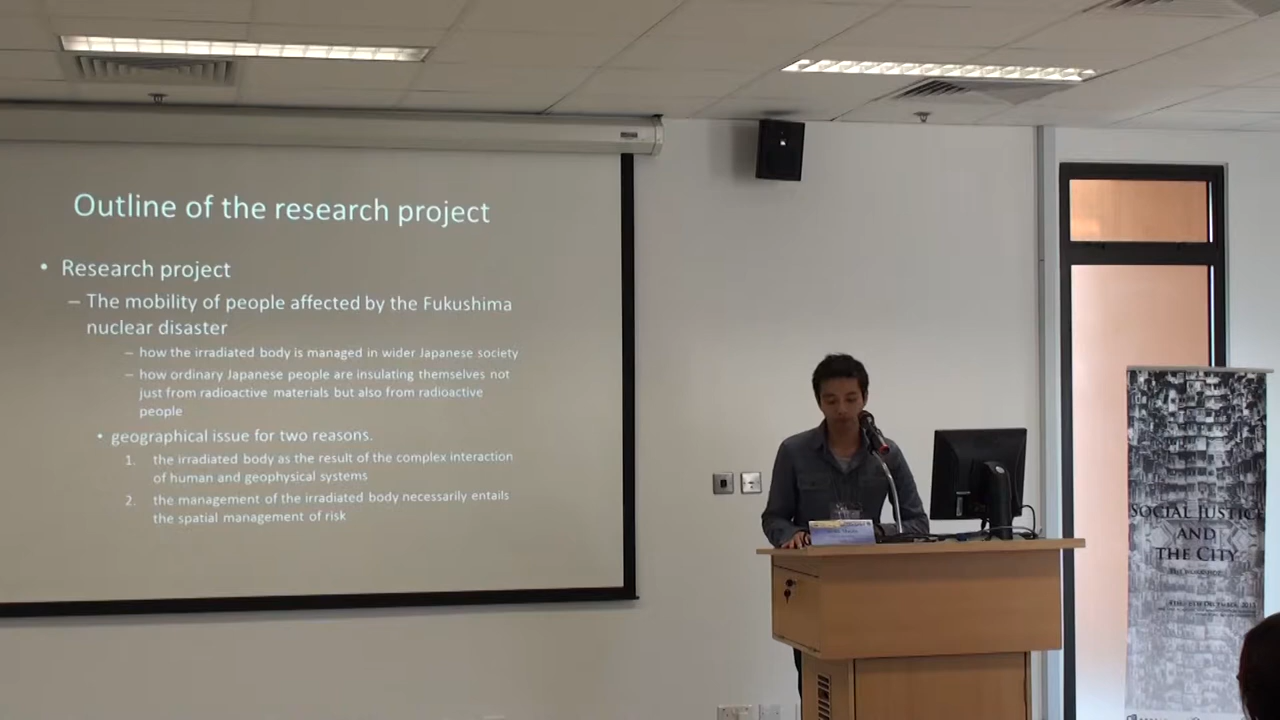 Outline of the research project
• Research project
– The mobility of people affected by the Fukushima
nuclear disaster
– how the irradiated body is managed in wider Japanese society
– how ordinary Japanese people are insulating themselves not
just from radioactive materials but also from radioactive
people
• geographical issue for two reasons.
1. the irradiated body as the result of the complex interaction
of human and geophysical systems
2. the management of the irradiated body necessarily entails
the spatial management of risk
SOCIAL JUSTICE
AND
THE CITY